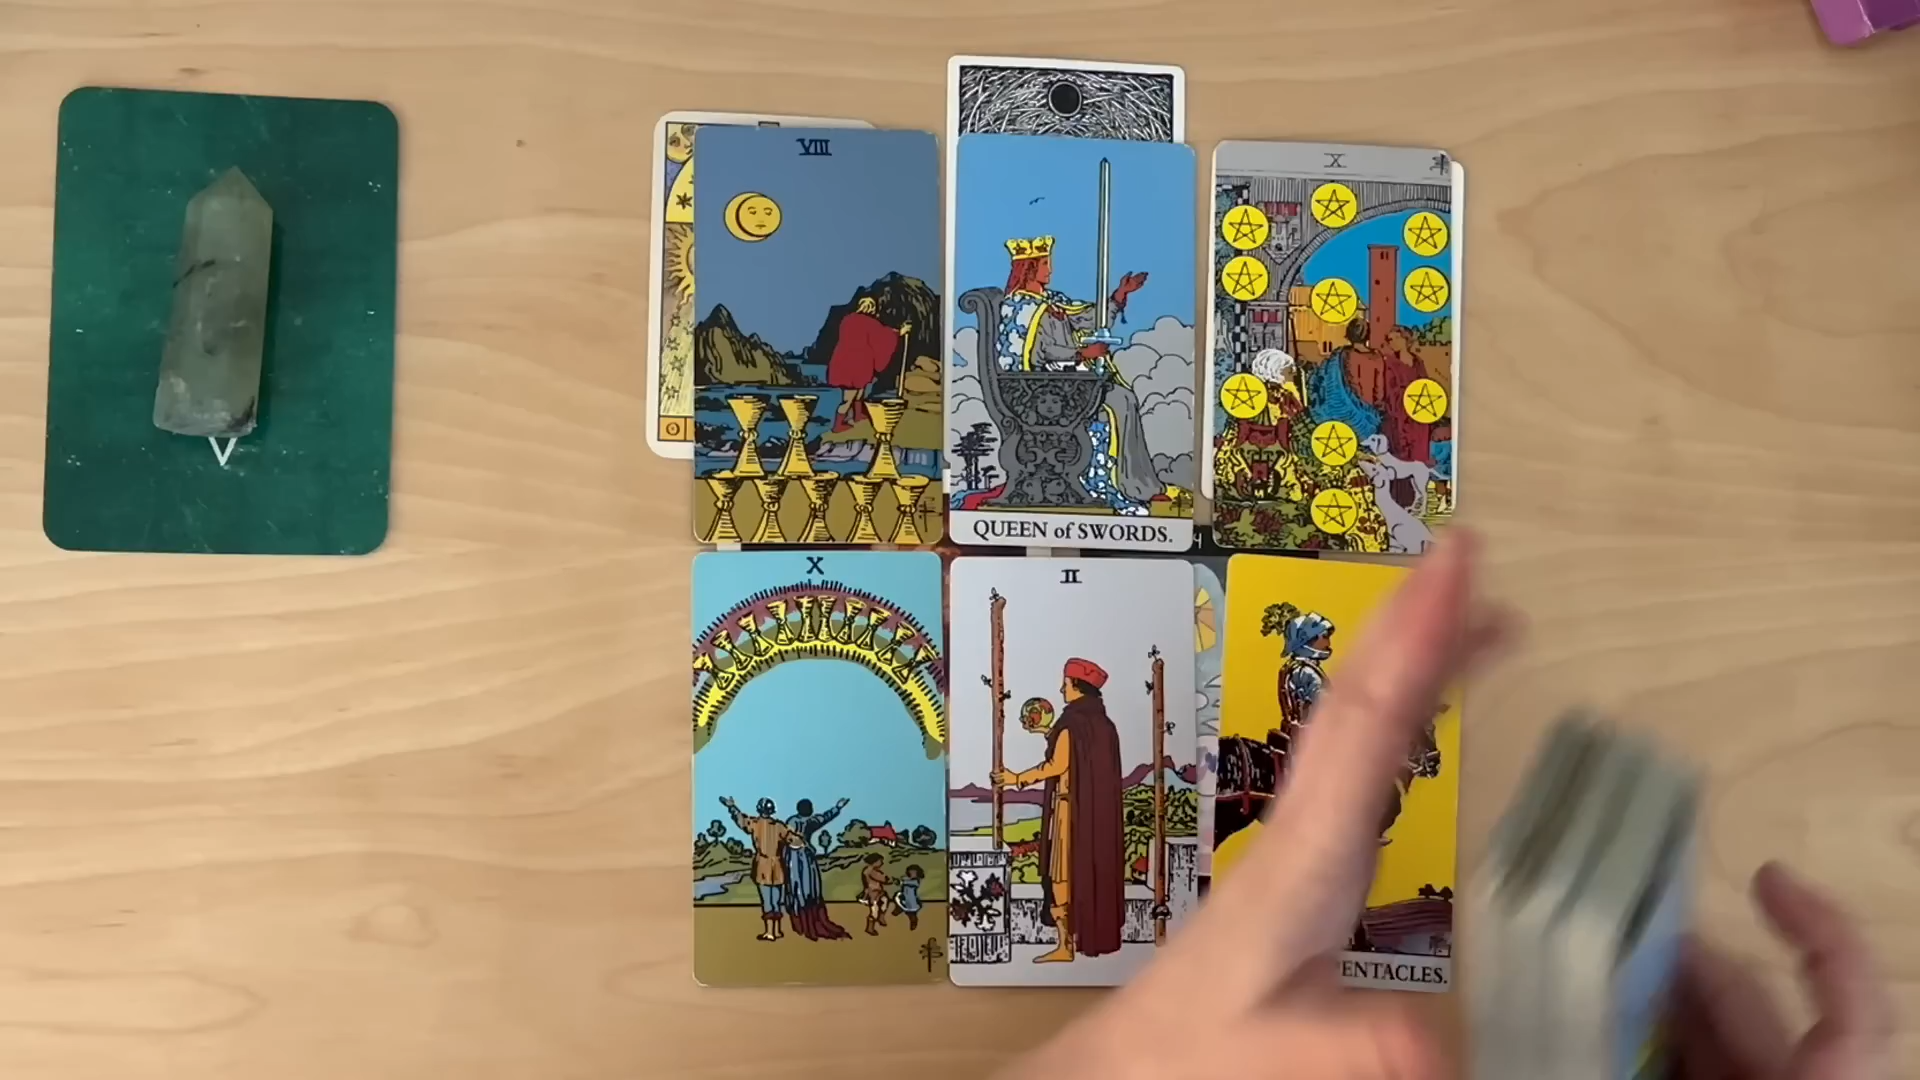 VIII
X
QUEEN of SWORDS.
X
II
ENTACLES.
V